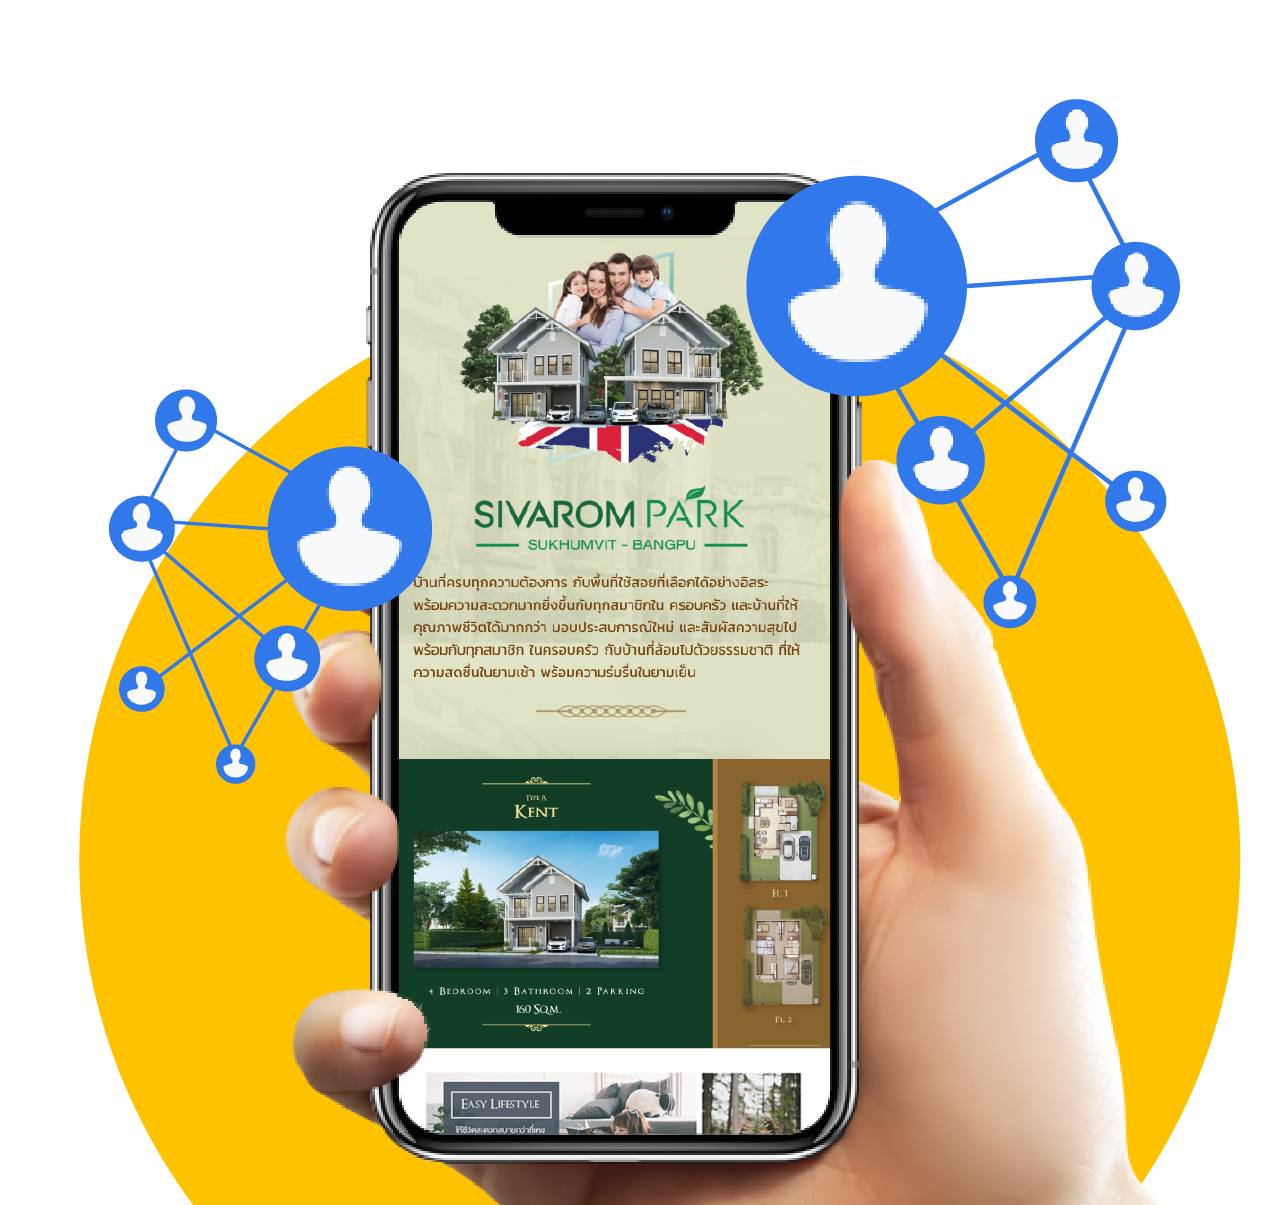 SIVAROM PARK
SUKHUMVIT - BANGPU
บ้านที่ครบทุกความต้องการ กับพื้นที่ใช้สอยที่เลือกได้อย่างอิสระ
พร้อมความสะดวกมากยิ่งขึ้นกับทุกสมาชิกใน ครอบครัว และบ้านที่ให้
คุณภาพชีวิตได้มากกว่า มอบประสบการณ์ใหม่ และสัมผัสความสุขไป
พร้อมกับทุกสมาชิก ในครอบครัว กับบ้านที่ล้อมไปด้วยธรรมชาติ ที่ให้
ความสดชื่นในยามเช้า พร้อมความร่มรื่นในยามเย็น
TYPE A
KENT
FL. 1
4 BEDROOM | 3 BATHROOM | 2 PARKING
160 SQ.M.
FL. 2
EASY LIFESTYLE
ให้ชีวิตสะดวกสบายกว่าที่เคย